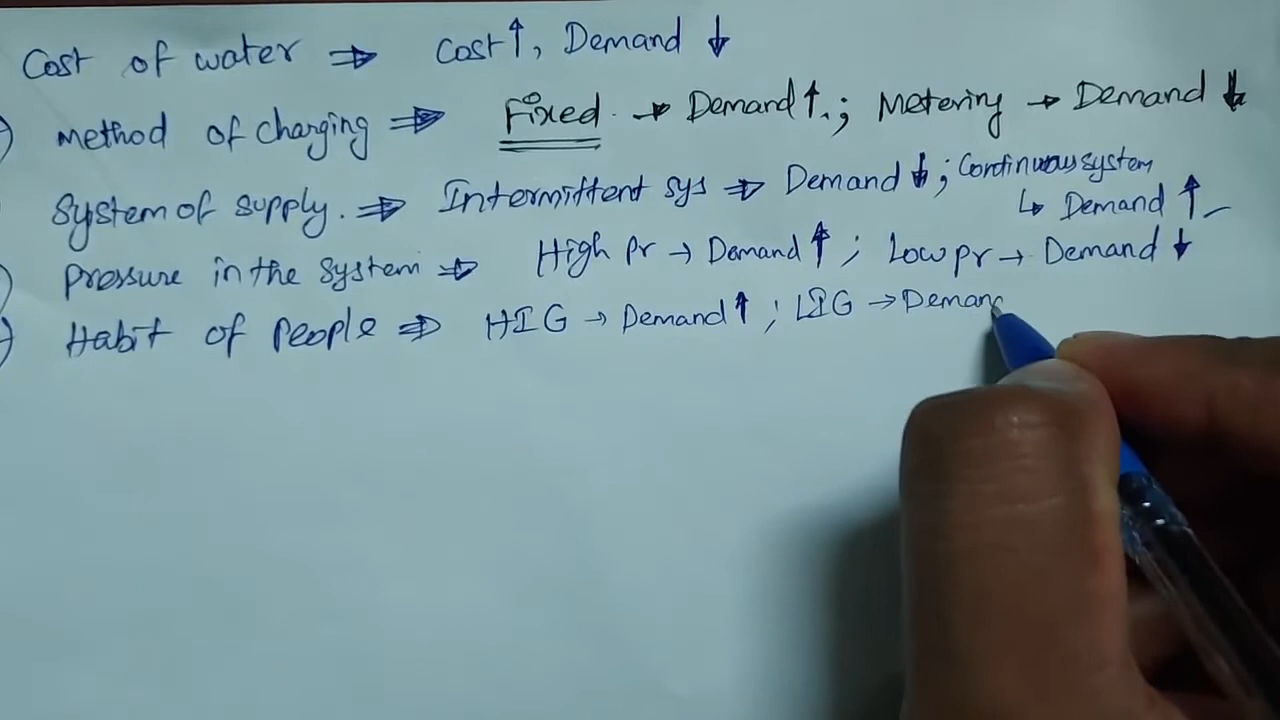 Cost of water ⇒ Cost↑, Demand ↓
) method of charging ⇒ Fixed. → Demand↑.; Metering → Demand ↓
System of supply. ⇒ Intermittent sys ⇒ Demand ↓; Continuous system
↳ Demand ↑
) pressure in the system ⇒ High pr → Demand ↑; Low pr → Demand ↓
) Habit of People ⇒ HIG → Demand↑; LIG → Deman